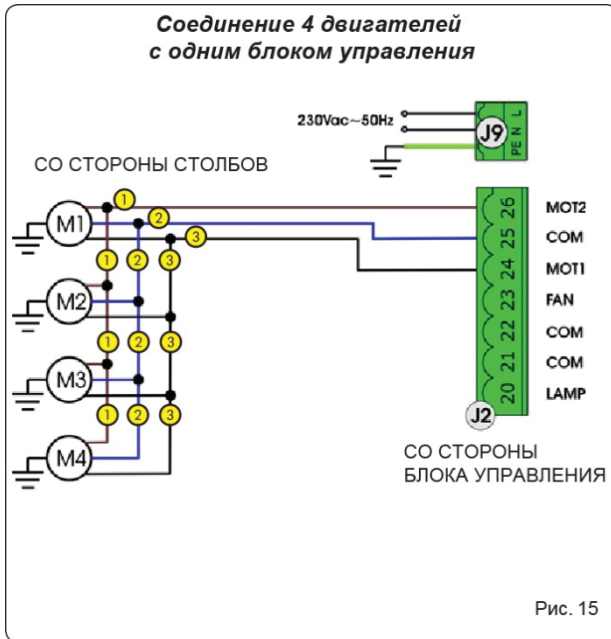 Соединение 4 двигателей
с одним блоком управления
230Vac~50Hz
J9
L
N
PE
СО СТОРОНЫ СТОЛБОВ
1
2
3
M1
26 MOT2
25 COM
24 MOT1
23 FAN
22 COM
21 COM
20 LAMP
1 2 3
M2
1 2 3
M3
1 2 3
M4
J2
СО СТОРОНЫ
БЛОКА УПРАВЛЕНИЯ
Рис. 15